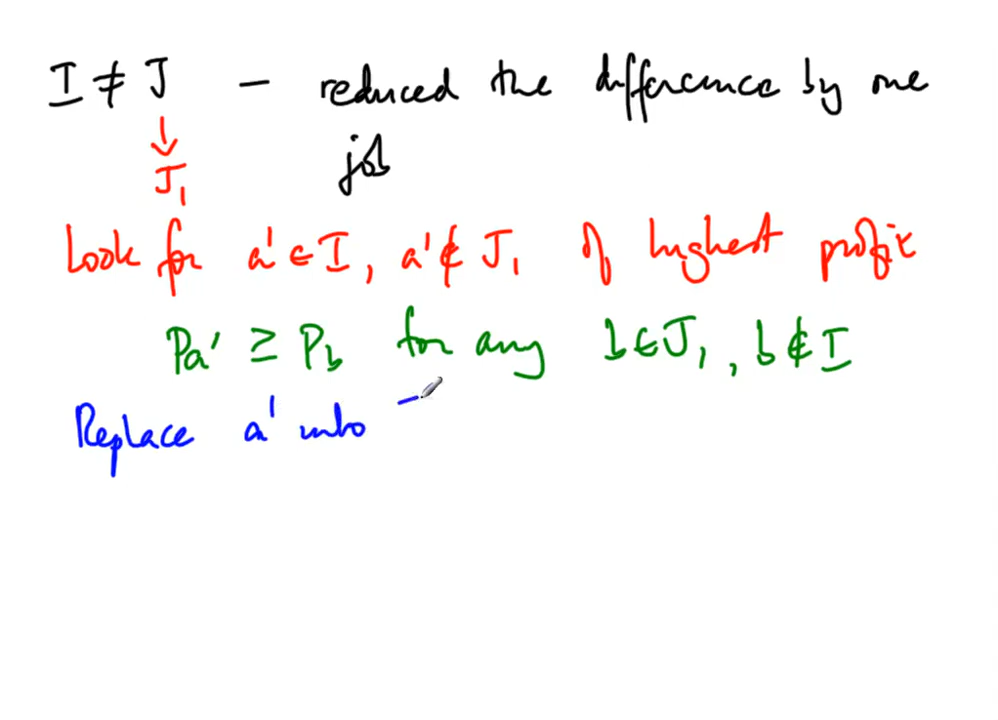 I ≠ J – reduced the difference by one
job
↓
J₁
Look for a' ∈ I, a' ∉ J₁ of highest profit
Pa' ≥ Pb for any b ∈ J₁, b ∉ I
Replace a' into